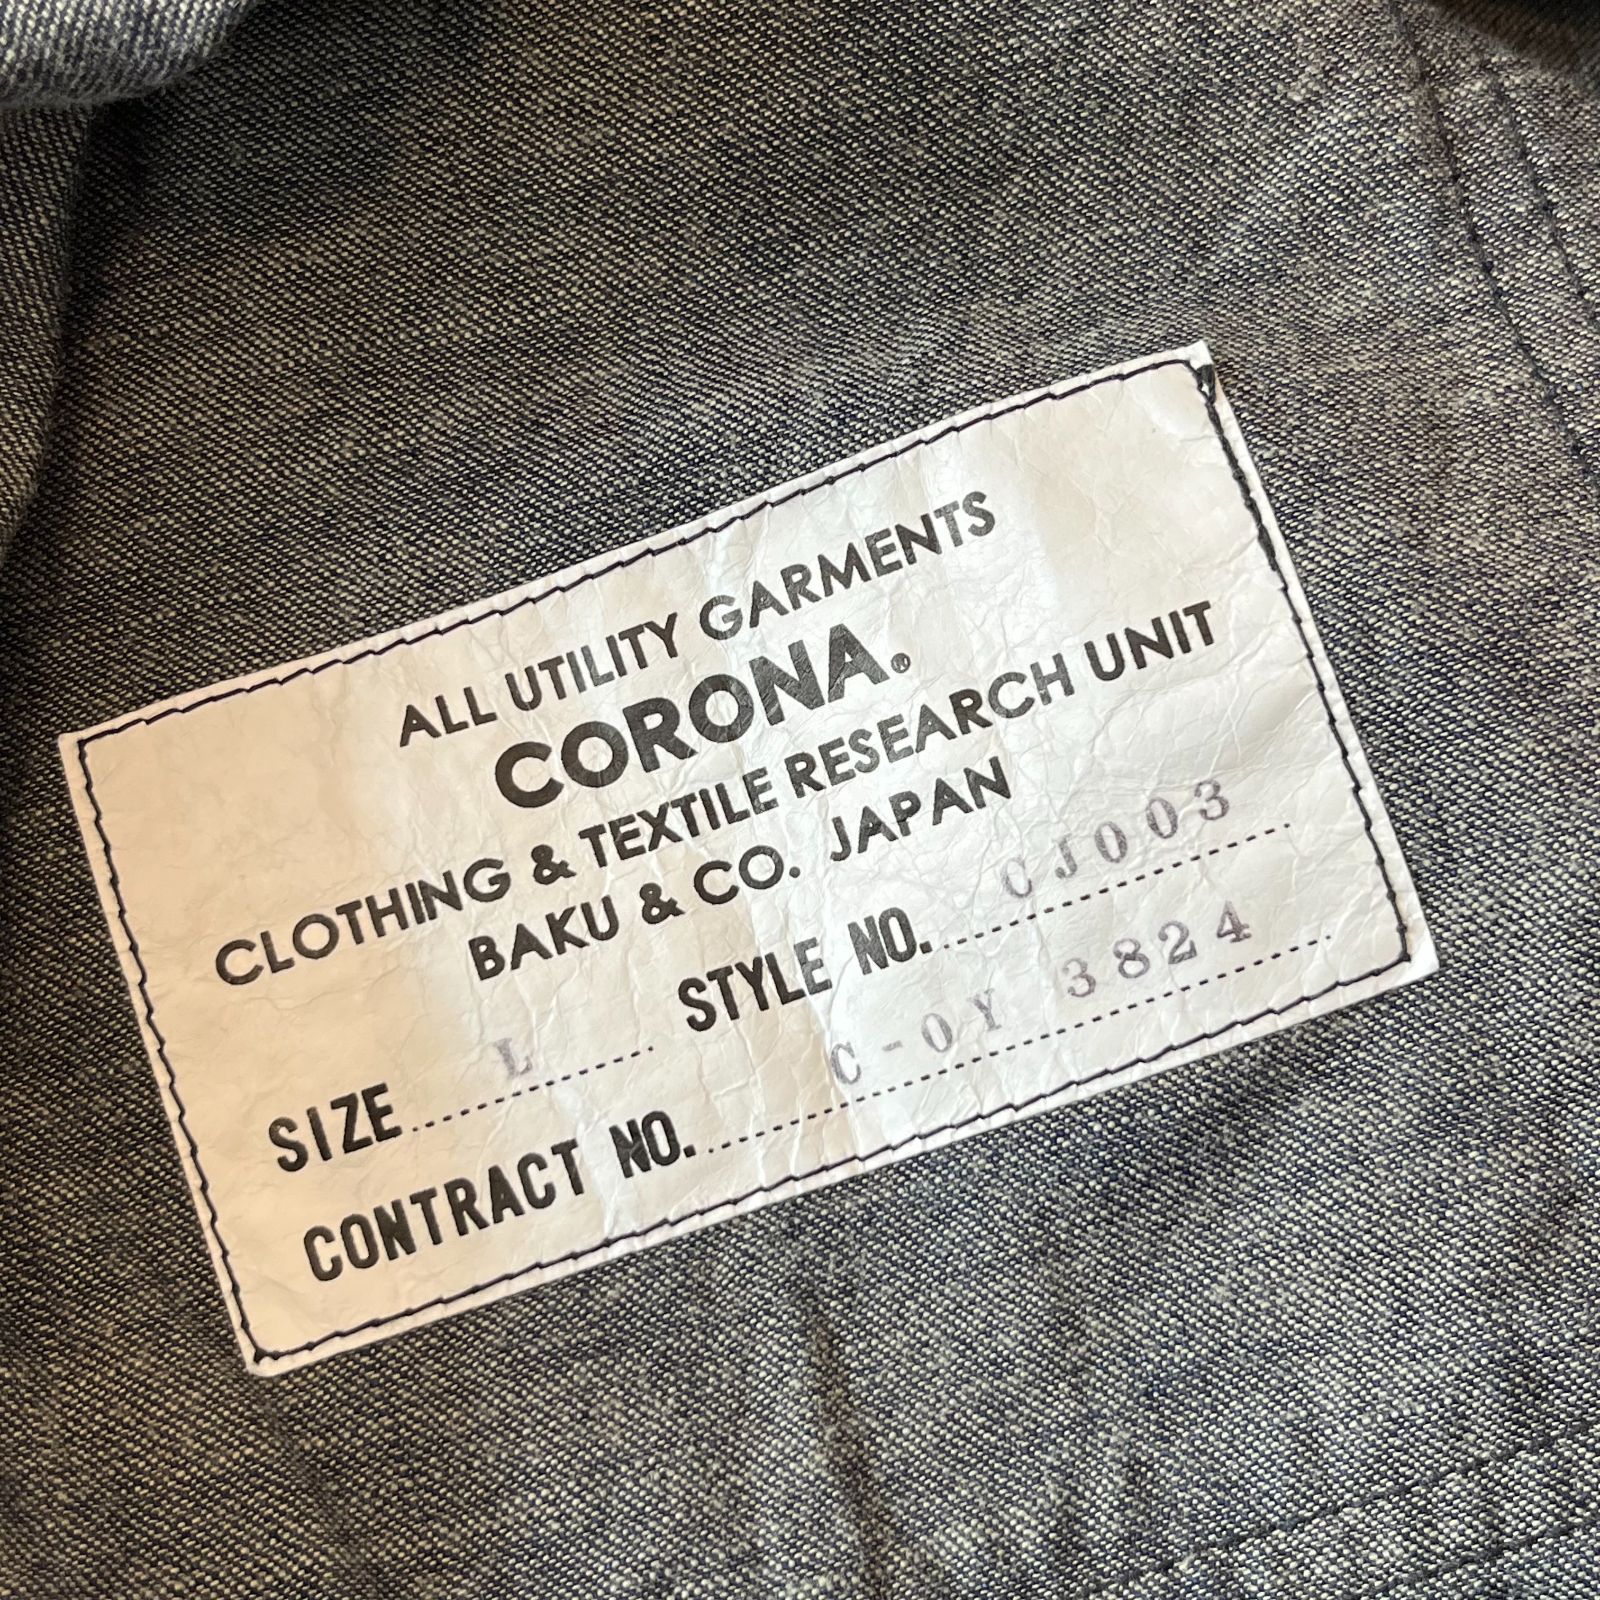 ALL UTILITY GARMENTS
CORONA®
CLOTHING & TEXTILE RESEARCH UNIT
BAKU & CO. JAPAN
SIZE L STYLE NO. CJ003
CONTRACT NO. C-OY 3824